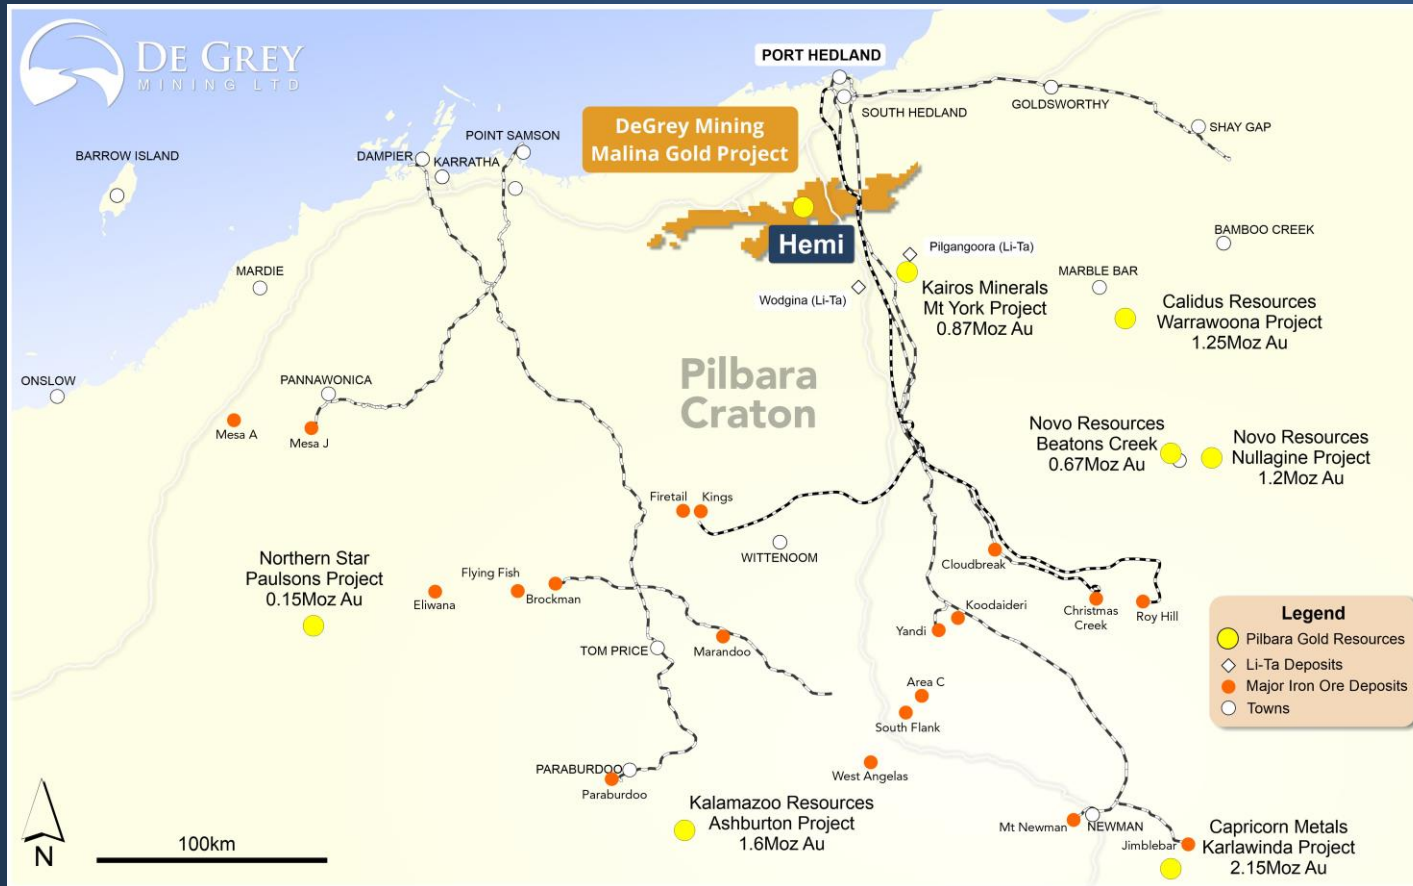 DE GREY
MINING LTD
PORT HEDLAND
SOUTH HEDLAND
GOLDSWORTHY
SHAY GAP
DeGrey Mining
Malina Gold Project
POINT SAMSON
DAMPIER
KARRATHA
BARROW ISLAND
Hemi
BAMBOO CREEK
Pilgangoora (Li-Ta)
MARDIE
MARBLE BAR
Wodgina (Li-Ta)
Kairos Minerals
Mt York Project
0.87Moz Au
Calidus Resources
Warrawoona Project
1.25Moz Au
Pilbara
Craton
ONSLOW
PANNAWONICA
Mesa A
Mesa J
Novo Resources
Beatons Creek
0.67Moz Au
Novo Resources
Nullagine Project
1.2Moz Au
Firetail
Kings
WITTENOOM
Cloudbreak
Northern Star
Paulsons Project
0.15Moz Au
Flying Fish
Eliwana
Brockman
Koodaideri
Yandi
Christmas
Creek
Roy Hill
TOM PRICE
Marandoo
Area C
South Flank
West Angelas
PARABURDOO
Paraburdoo
Kalamazoo Resources
Ashburton Project
1.6Moz Au
Mt Newman
NEWMAN
Jimblebar
Capricorn Metals
Karlawinda Project
2.15Moz Au
Legend
Pilbara Gold Resources
Li-Ta Deposits
Major Iron Ore Deposits
Towns
N
100km